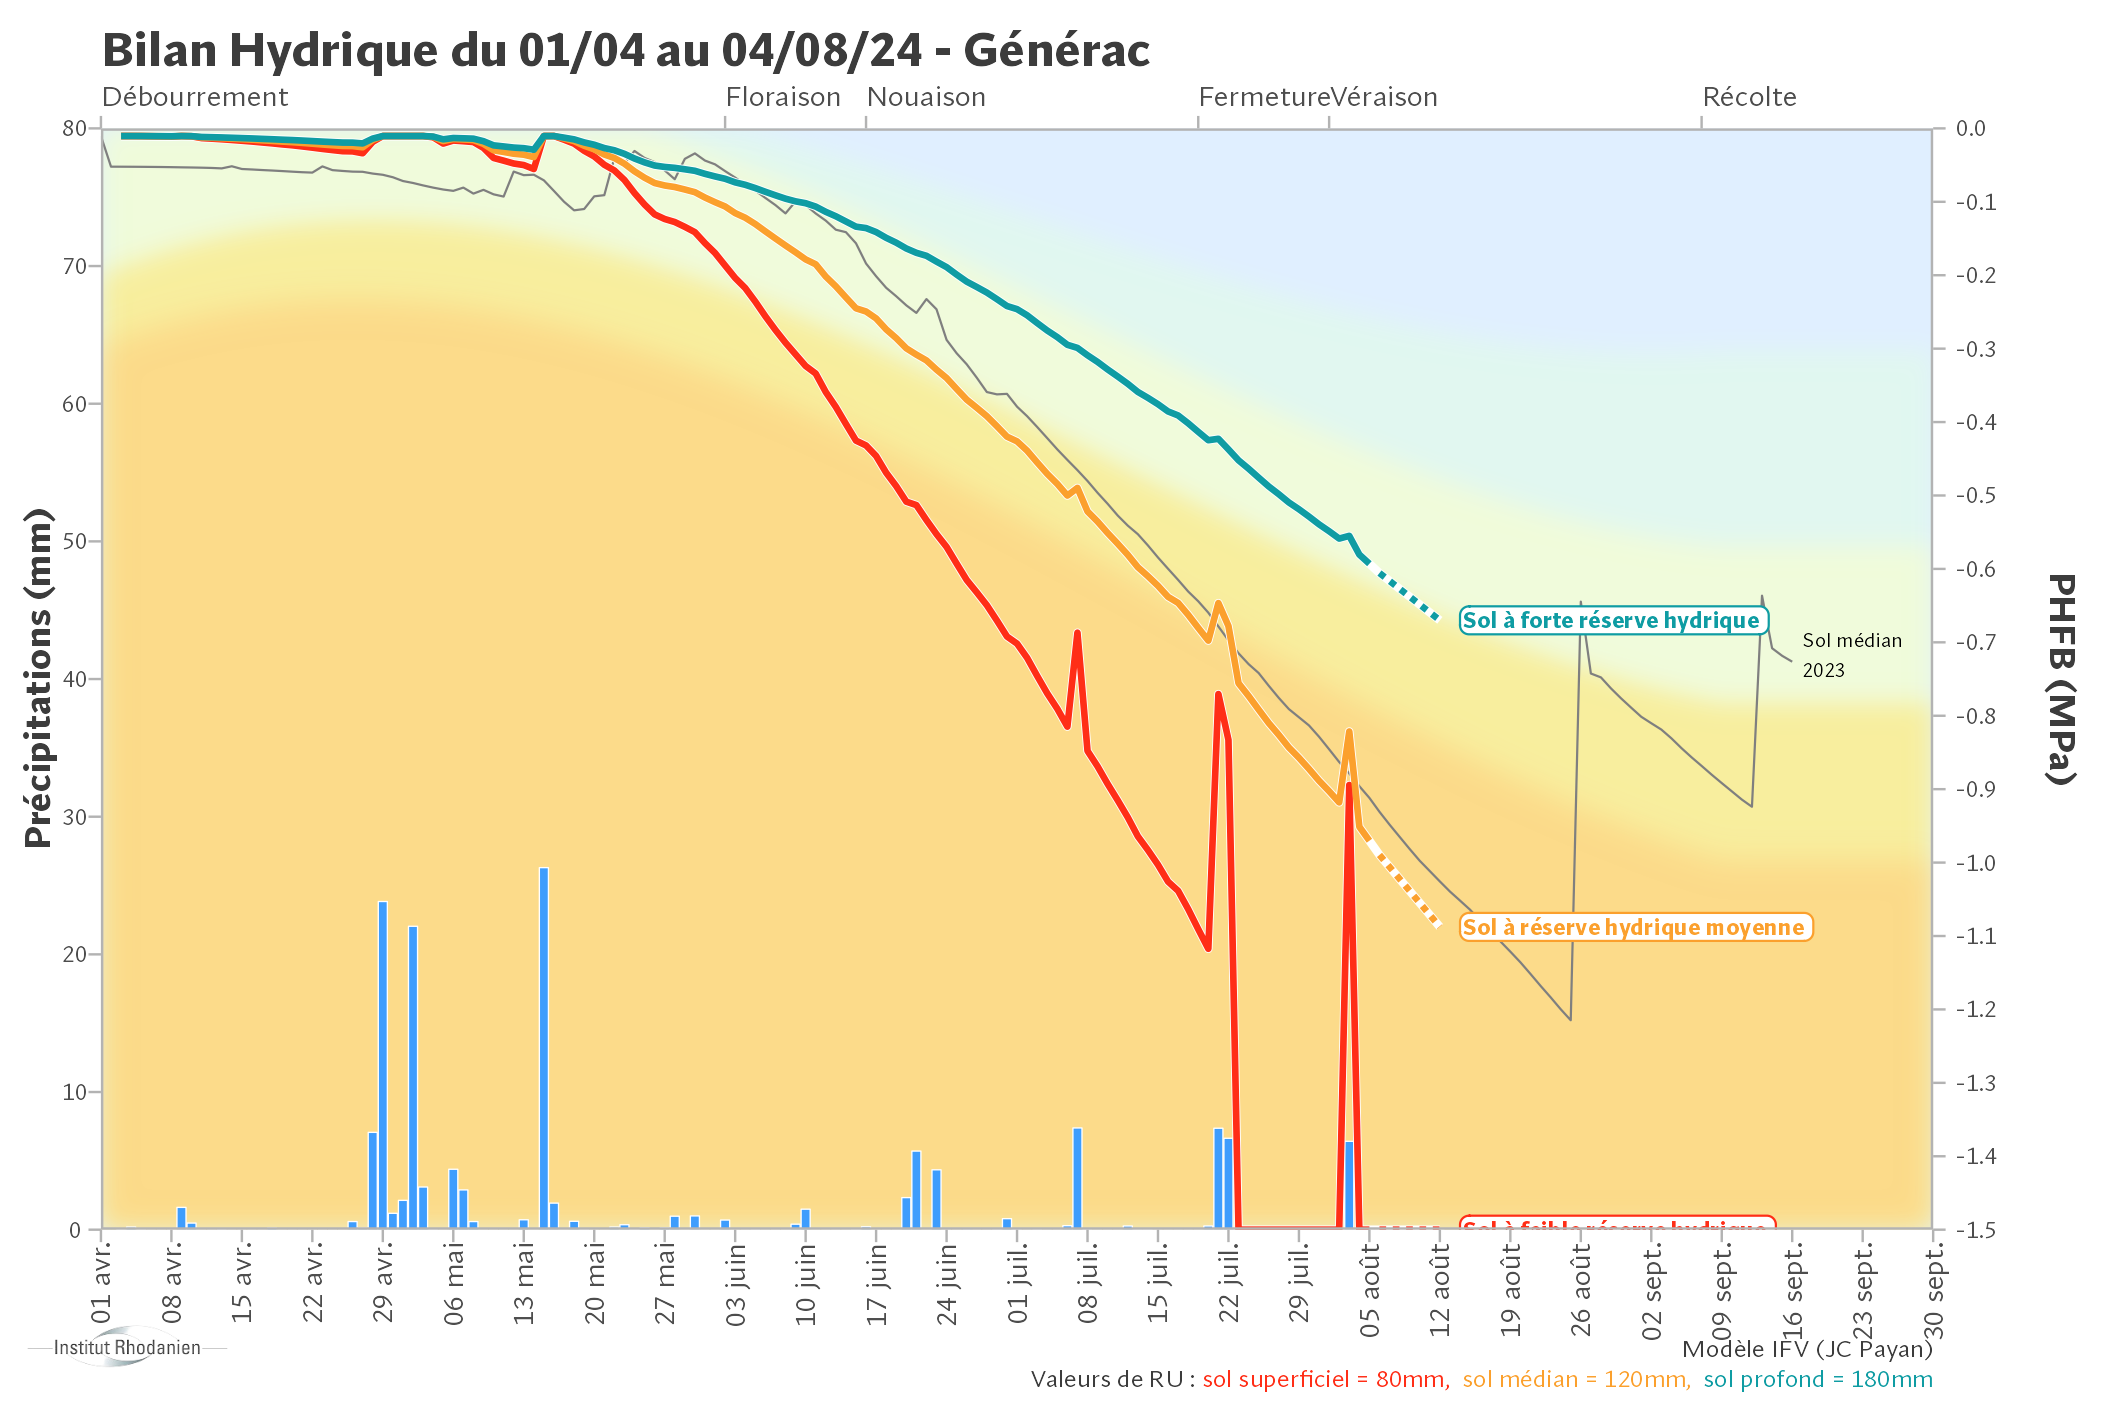 Bilan Hydrique du 01/04 au 04/08/24 - Générac
Débourrement Floraison Nouaison Fermeture Véraison Récolte
Précipitations (mm)
80
70
60
50
40
30
20
10
0
0.0
-0.1
-0.2
-0.3
-0.4
-0.5
-0.6
-0.7
-0.8
-0.9
-1.0
-1.1
-1.2
-1.3
-1.4
-1.5
PHFB (MPa)
Sol à forte réserve hydrique
Sol médian
2023
Sol à réserve hydrique moyenne
Sol à faible réserve hydrique
01 avr. 08 avr. 15 avr. 22 avr. 29 avr. 06 mai 13 mai 20 mai 27 mai 03 juin 10 juin 17 juin 24 juin 01 juil. 08 juil. 15 juil. 22 juil. 29 juil. 05 août 12 août 19 août 26 août 02 sept. 09 sept. 16 sept. 23 sept. 30 sept.
Institut Rhodanien
Modèle IFV (JC Payan)
Valeurs de RU : sol superficiel = 80mm, sol médian = 120mm, sol profond = 180mm